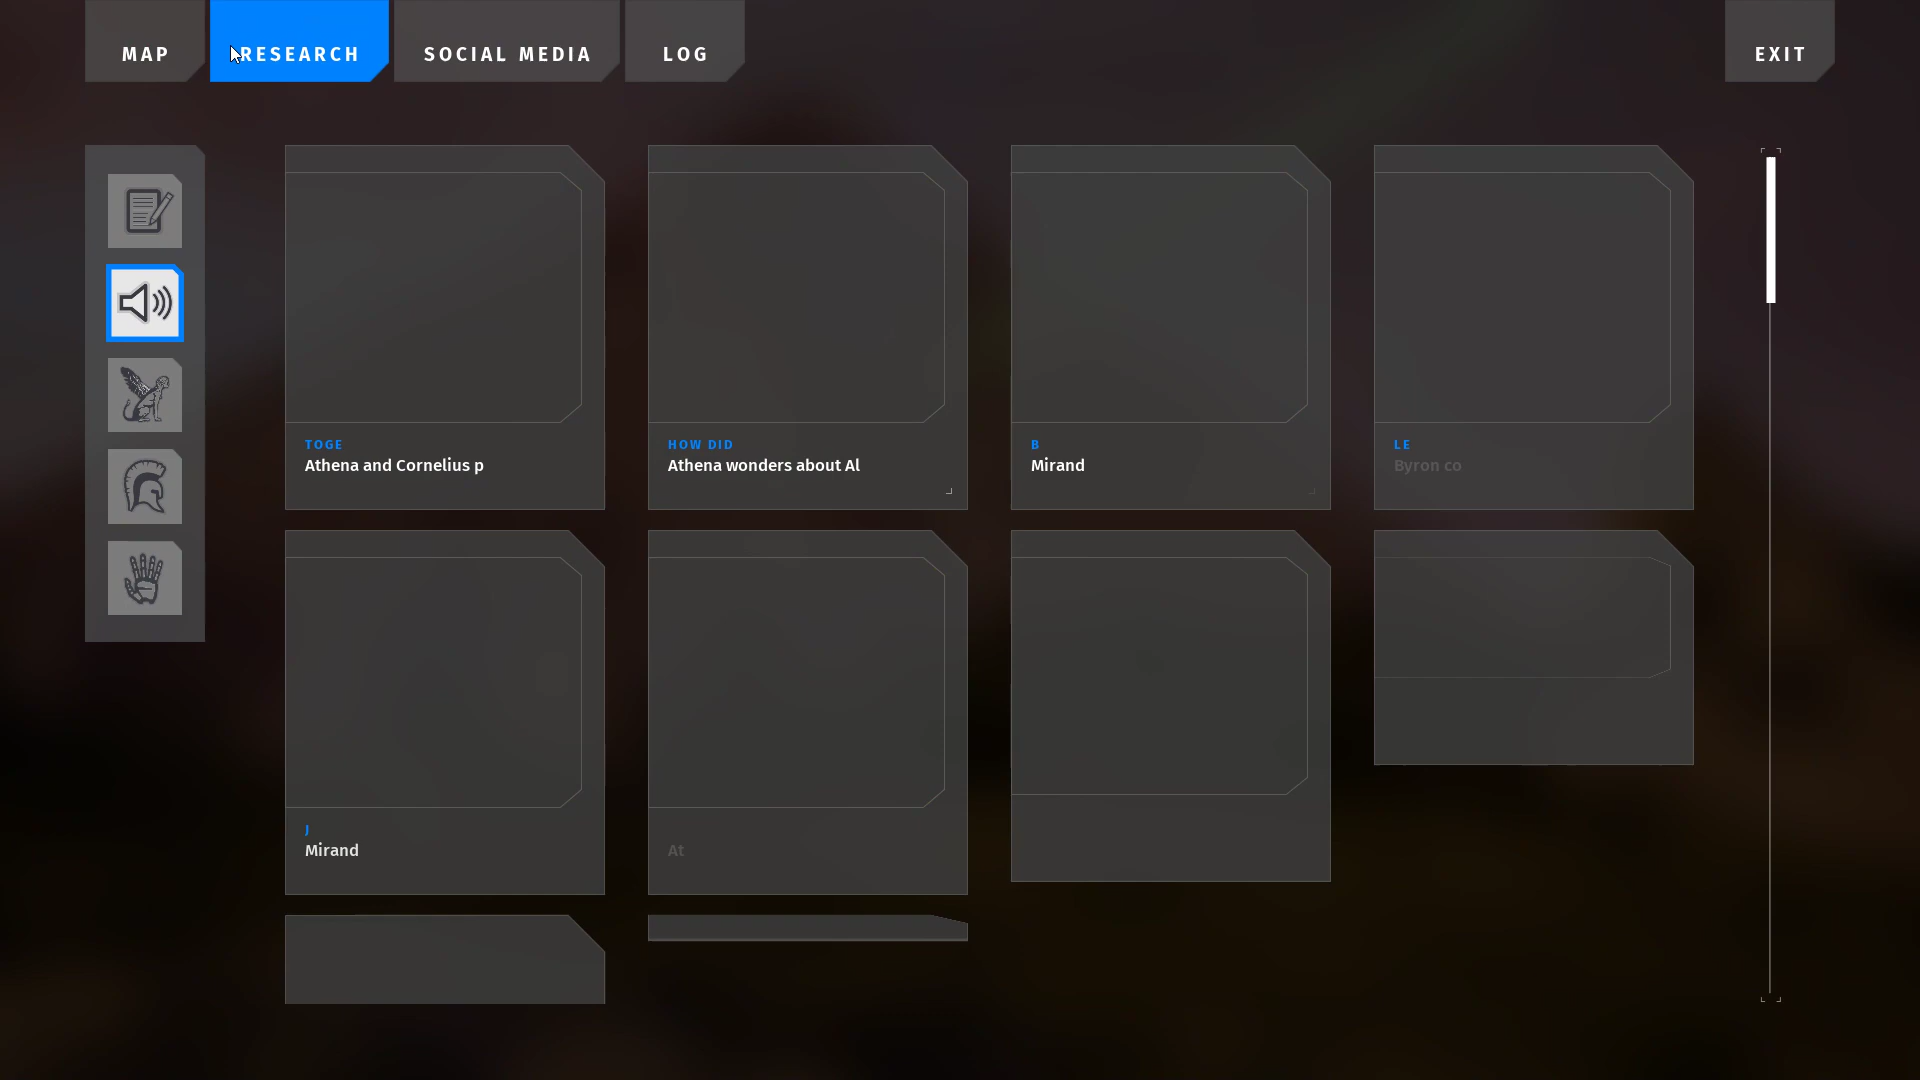 MAP
RESEARCH
SOCIAL MEDIA
LOG
EXIT
TOGE
Athena and Cornelius p
HOW DID
Athena wonders about Al
B
Mirand
LE
Byron co
J
Mirand
At